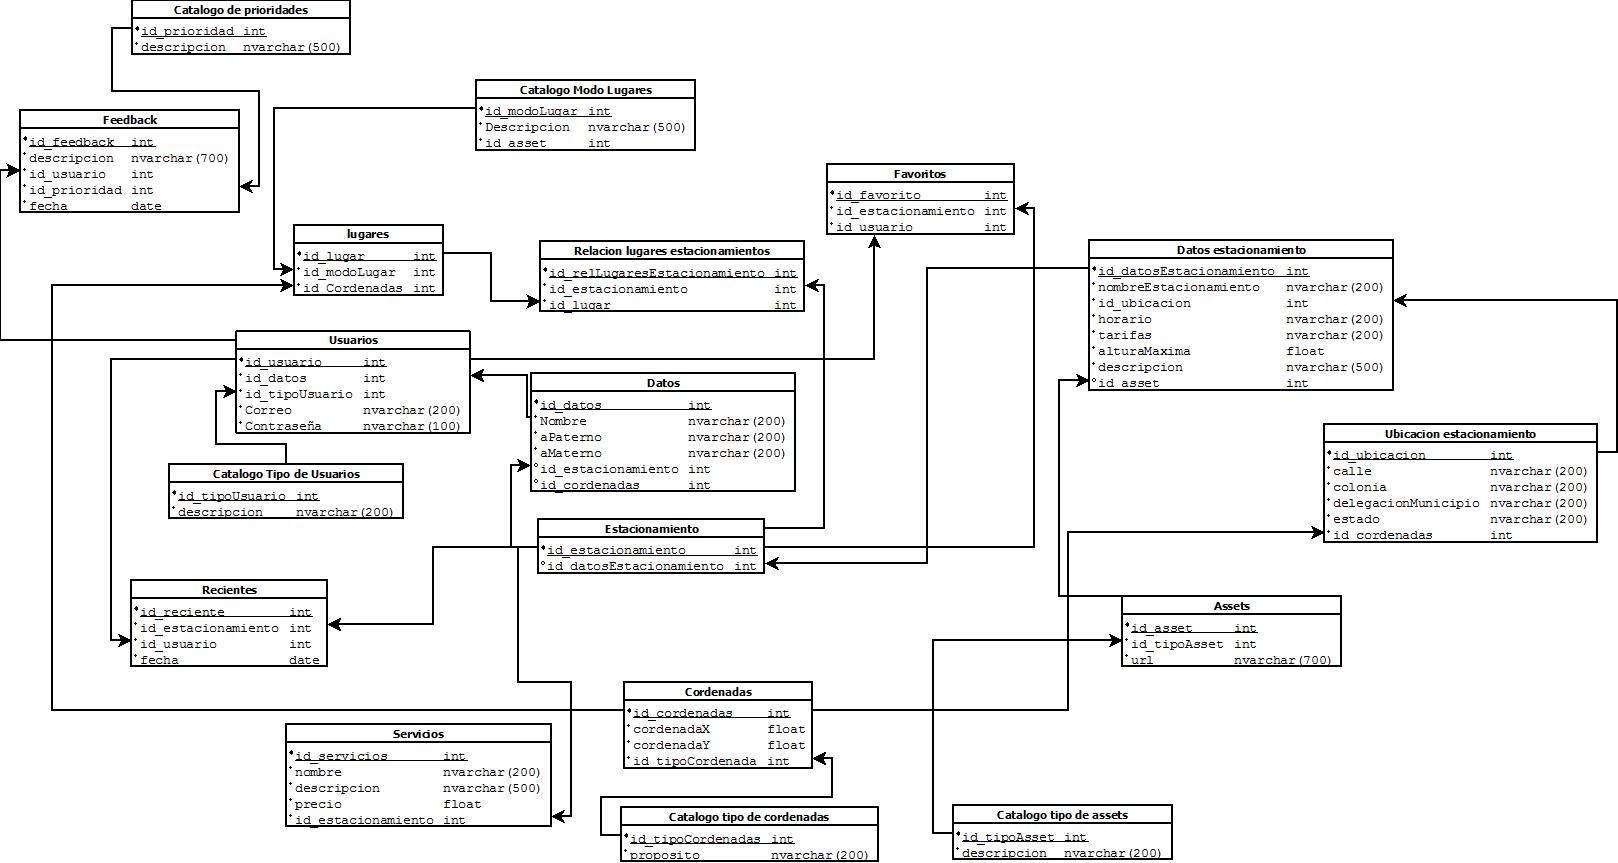 Catalogo de prioridades
id_prioridad int
descripcion nvarchar(500)
Catalogo Modo Lugares
id_modoLugar int
Descripcion nvarchar(500)
id_asset int
Feedback
id_feedback int
descripcion nvarchar(700)
id_usuario int
id_prioridad int
fecha date
Favoritos
id_favorito int
id_estacionamiento int
id_usuario int
lugares
id_lugar int
id_modoLugar int
id_Cordenadas int
Relacion lugares estacionamientos
id_relLugaresEstacionamiento int
id_estacionamiento int
id_lugar int
Datos estacionamiento
id_datosEstacionamiento int
nombreEstacionamiento nvarchar(200)
id_ubicacion int
horario nvarchar(200)
tarifas nvarchar(200)
alturaMaxima float
descripcion nvarchar(500)
id_asset int
Usuarios
id_usuario int
id_datos int
id_tipoUsuario int
Correo nvarchar(200)
Contraseña nvarchar(100)
Datos
id_datos int
Nombre nvarchar(200)
aPaterno nvarchar(200)
aMaterno nvarchar(200)
id_estacionamiento int
id_cordenadas int
Ubicacion estacionamiento
id_ubicacion int
calle nvarchar(200)
colonia nvarchar(200)
delegacionMunicipio nvarchar(200)
estado nvarchar(200)
id_cordenadas int
Catalogo Tipo de Usuarios
id_tipoUsuario int
descripcion nvarchar(200)
Estacionamiento
id_estacionamiento int
id_datosEstacionamiento int
Recientes
id_reciente int
id_estacionamiento int
id_usuario int
fecha date
Assets
id_asset int
id_tipoAsset int
url nvarchar(700)
Cordenadas
id_cordenadas int
cordenadaX float
cordenadaY float
id_tipoCordenada int
Servicios
id_servicios int
nombre nvarchar(200)
descripcion nvarchar(500)
precio float
id_estacionamiento int
Catalogo tipo de cordenadas
id_tipoCordenadas int
proposito nvarchar(200)
Catalogo tipo de assets
id_tipoAsset int
descripcion nvarchar(200)